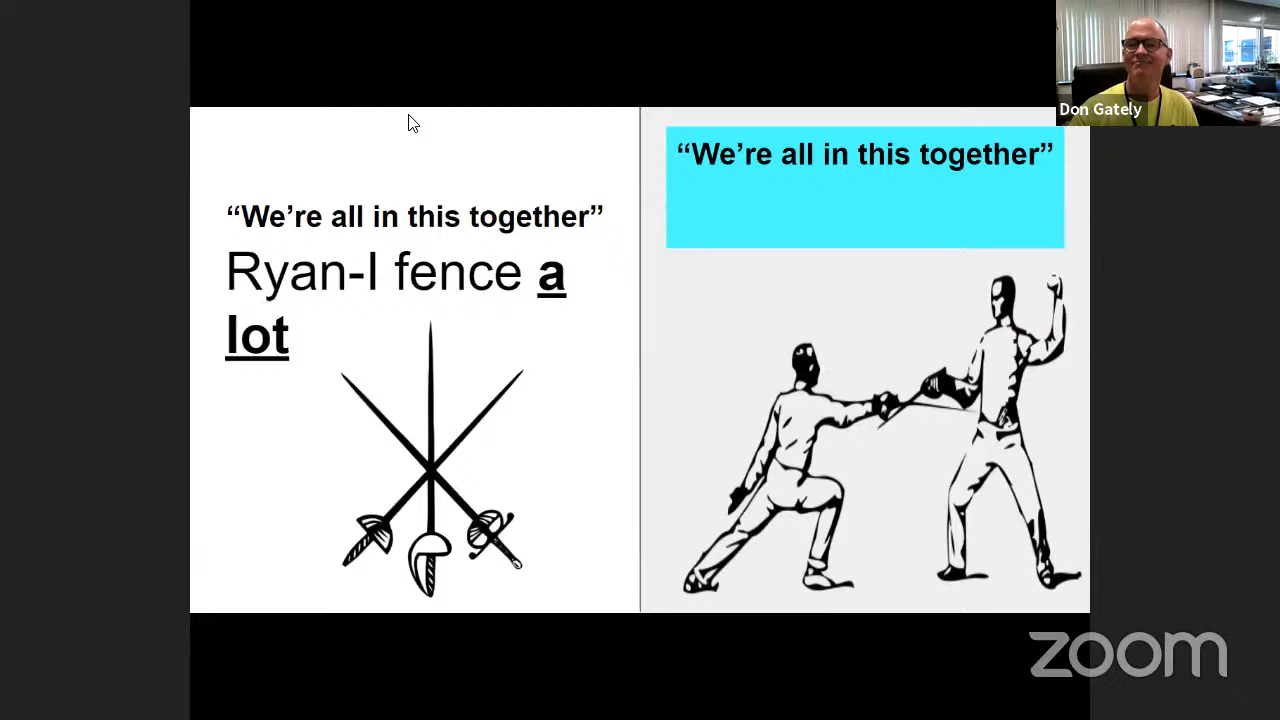 “We’re all in this together”
Ryan-I fence a
lot
“We’re all in this together”
Don Gately
zoom